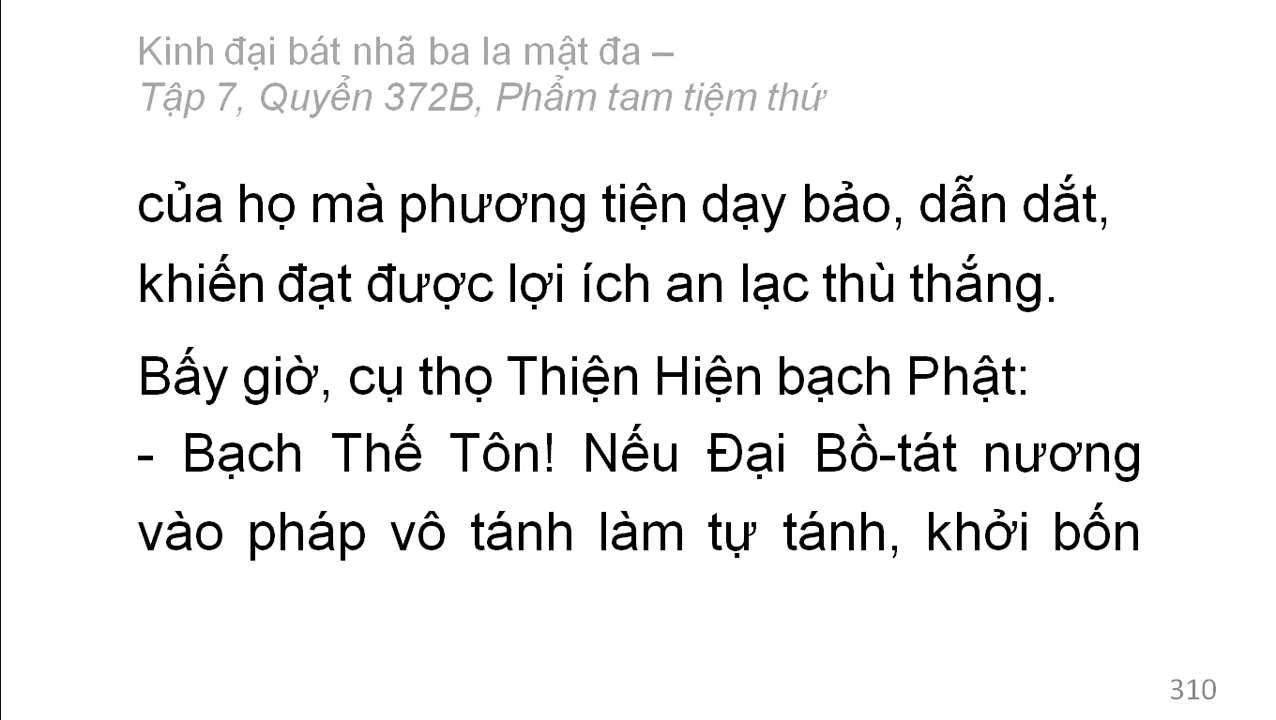 Kinh đại bát nhã ba la mật đa –
Tập 7, Quyển 372B, Phẩm tam tiệm thứ
của họ mà phương tiện dạy bảo, dẫn dắt,
khiến đạt được lợi ích an lạc thù thắng.
Bấy giờ, cụ thọ Thiện Hiện bạch Phật:
- Bạch Thế Tôn! Nếu Đại Bồ-tát nương
vào pháp vô tánh làm tự tánh, khởi bốn
310